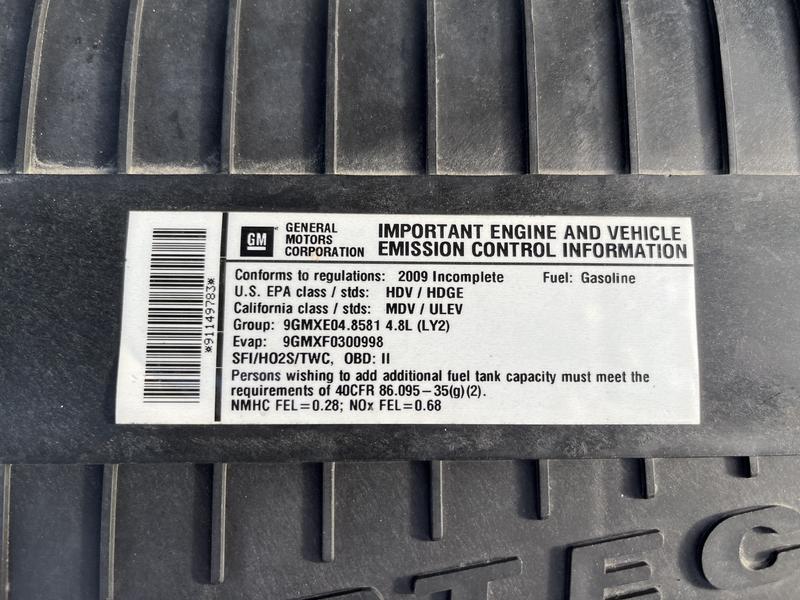 GM
GENERAL
MOTORS
CORPORATION
IMPORTANT ENGINE AND VEHICLE
EMISSION CONTROL INFORMATION
*91149783*
Conforms to regulations: 2009 Incomplete Fuel: Gasoline
U.S. EPA class / stds: HDV / HDGE
California class / stds: MDV / ULEV
Group: 9GMXE04.8581 4.8L (LY2)
Evap: 9GMXF0300998
SFI/HO2S/TWC, OBD: II
Persons wishing to add additional fuel tank capacity must meet the
requirements of 40CFR 86.095-35(g)(2).
NMHC FEL=0.28; NOx FEL=0.68